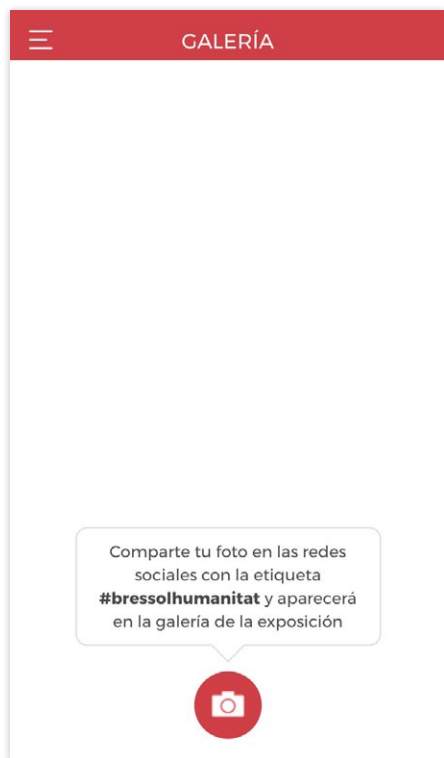 GALERÍA
Comparte tu foto en las redes
sociales con la etiqueta
#bressolhumanitat y aparecerá
en la galería de la exposición